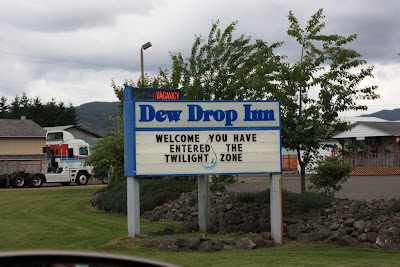 VACANCY
Dew Drop Inn
WELCOME YOU HAVE
ENTERED THE
TWILIGHT ZONE